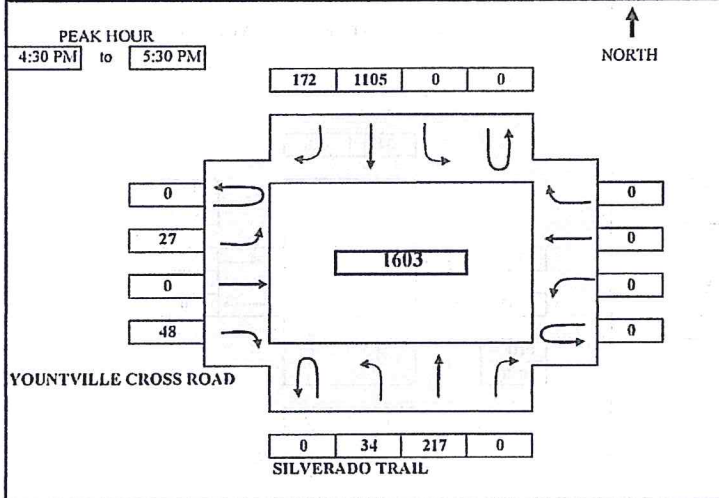 PEAK HOUR
4:30 PM to 5:30 PM
NORTH
172 1105 0 0
0 0
27 0
1603
0 0
48 0
YOUNTVILLE CROSS ROAD
0 34 217 0
SILVERADO TRAIL